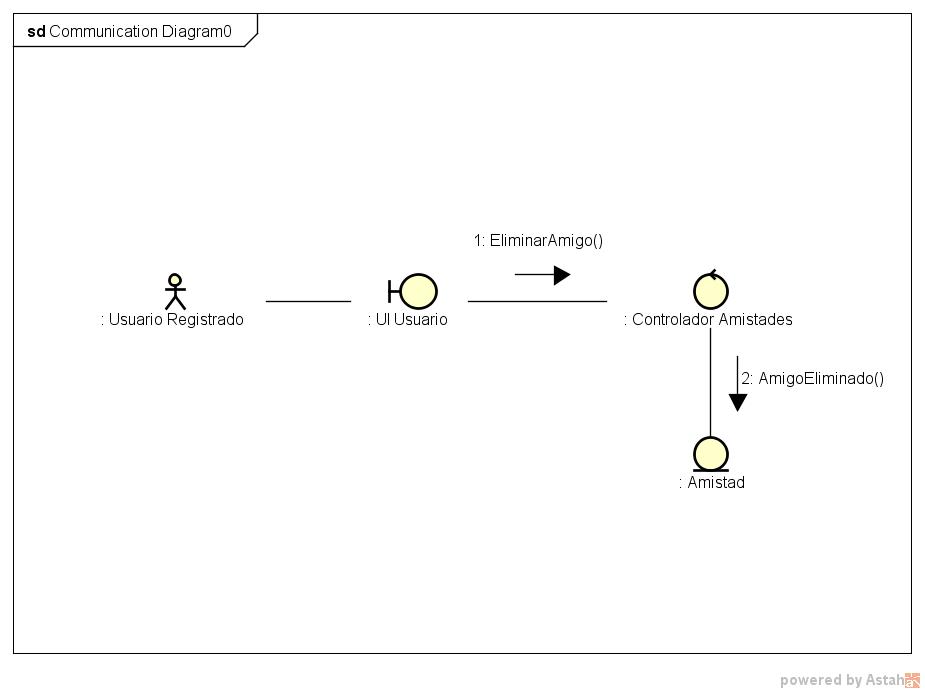 sd Communication Diagram0
1: EliminarAmigo()
: Usuario Registrado
: UI Usuario
: Controlador Amistades
2: AmigoEliminado()
: Amistad
powered by Astah